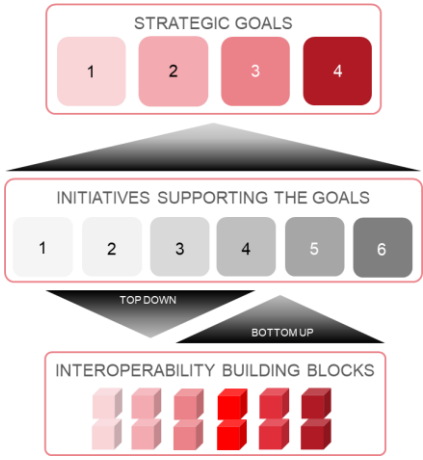 STRATEGIC GOALS
1 2 3 4
INITIATIVES SUPPORTING THE GOALS
1 2 3 4 5 6
TOP DOWN
BOTTOM UP
INTEROPERABILITY BUILDING BLOCKS